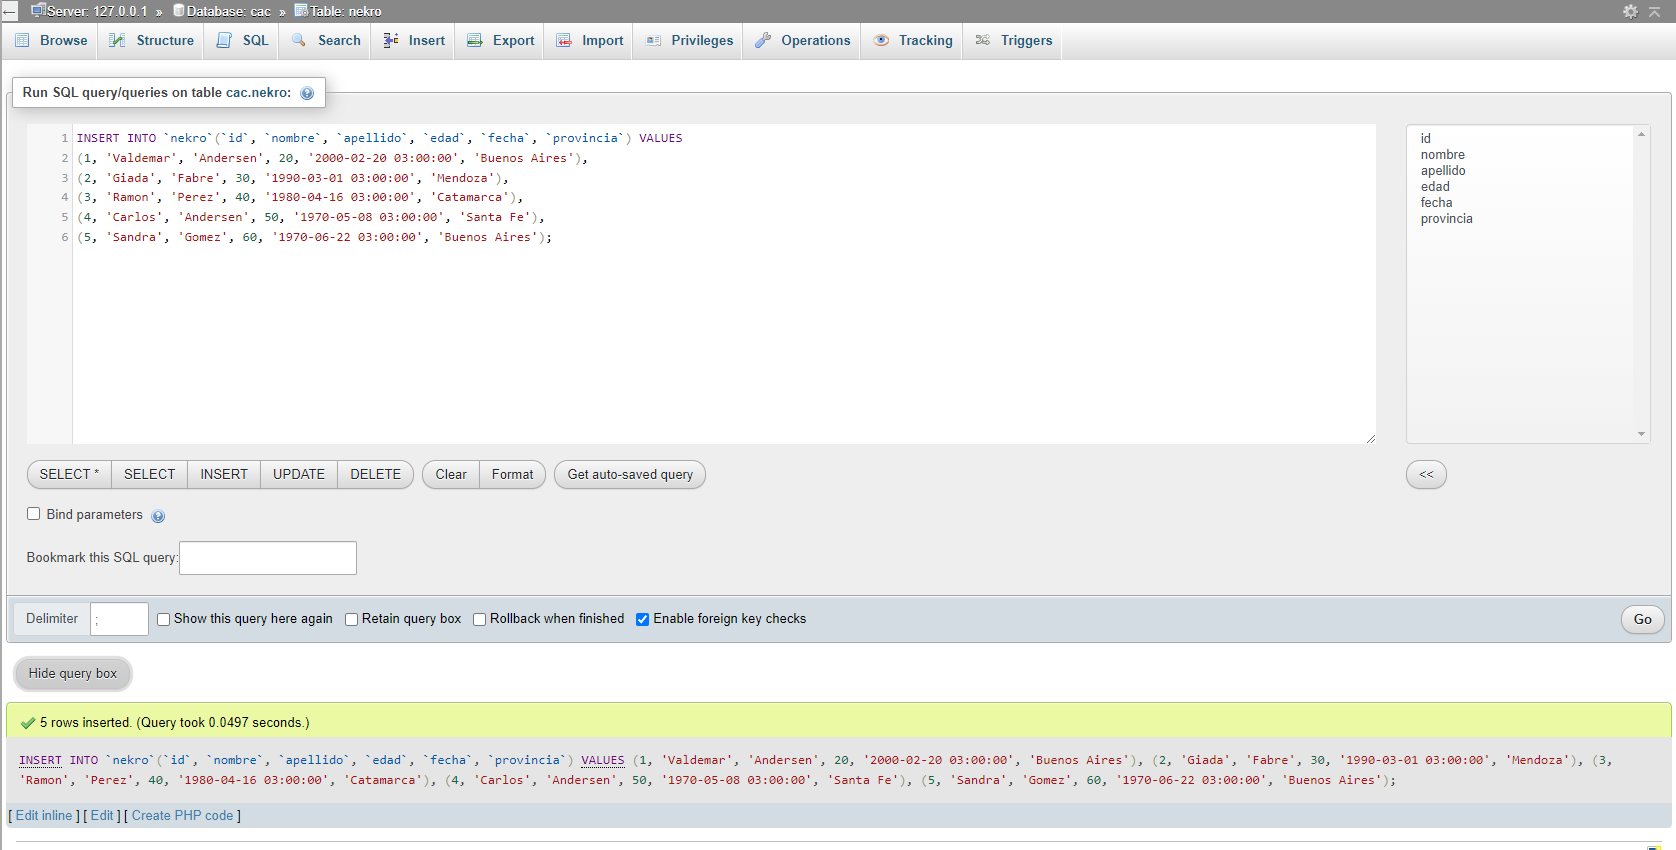 Server: 127.0.0.1 » Database: cac » Table: nekro
Browse Structure SQL Search Insert Export Import Privileges Operations Tracking Triggers
Run SQL query/queries on table cac.nekro:
1 INSERT INTO `nekro`(`id`, `nombre`, `apellido`, `edad`, `fecha`, `provincia`) VALUES
2 (1, 'Valdemar', 'Andersen', 20, '2000-02-20 03:00:00', 'Buenos Aires'),
3 (2, 'Giada', 'Fabre', 30, '1990-03-01 03:00:00', 'Mendoza'),
4 (3, 'Ramon', 'Perez', 40, '1980-04-16 03:00:00', 'Catamarca'),
5 (4, 'Carlos', 'Andersen', 50, '1970-05-08 03:00:00', 'Santa Fe'),
6 (5, 'Sandra', 'Gomez', 60, '1970-06-22 03:00:00', 'Buenos Aires');
id
nombre
apellido
edad
fecha
provincia
SELECT * SELECT INSERT UPDATE DELETE Clear Format Get auto-saved query <<
Bind parameters
Bookmark this SQL query:
Delimiter ; Show this query here again Retain query box Rollback when finished Enable foreign key checks Go
Hide query box
5 rows inserted. (Query took 0.0497 seconds.)
INSERT INTO `nekro`(`id`, `nombre`, `apellido`, `edad`, `fecha`, `provincia`) VALUES (1, 'Valdemar', 'Andersen', 20, '2000-02-20 03:00:00', 'Buenos Aires'), (2, 'Giada', 'Fabre', 30, '1990-03-01 03:00:00', 'Mendoza'), (3,
'Ramon', 'Perez', 40, '1980-04-16 03:00:00', 'Catamarca'), (4, 'Carlos', 'Andersen', 50, '1970-05-08 03:00:00', 'Santa Fe'), (5, 'Sandra', 'Gomez', 60, '1970-06-22 03:00:00', 'Buenos Aires');
[ Edit inline ] [ Edit ] [ Create PHP code ]